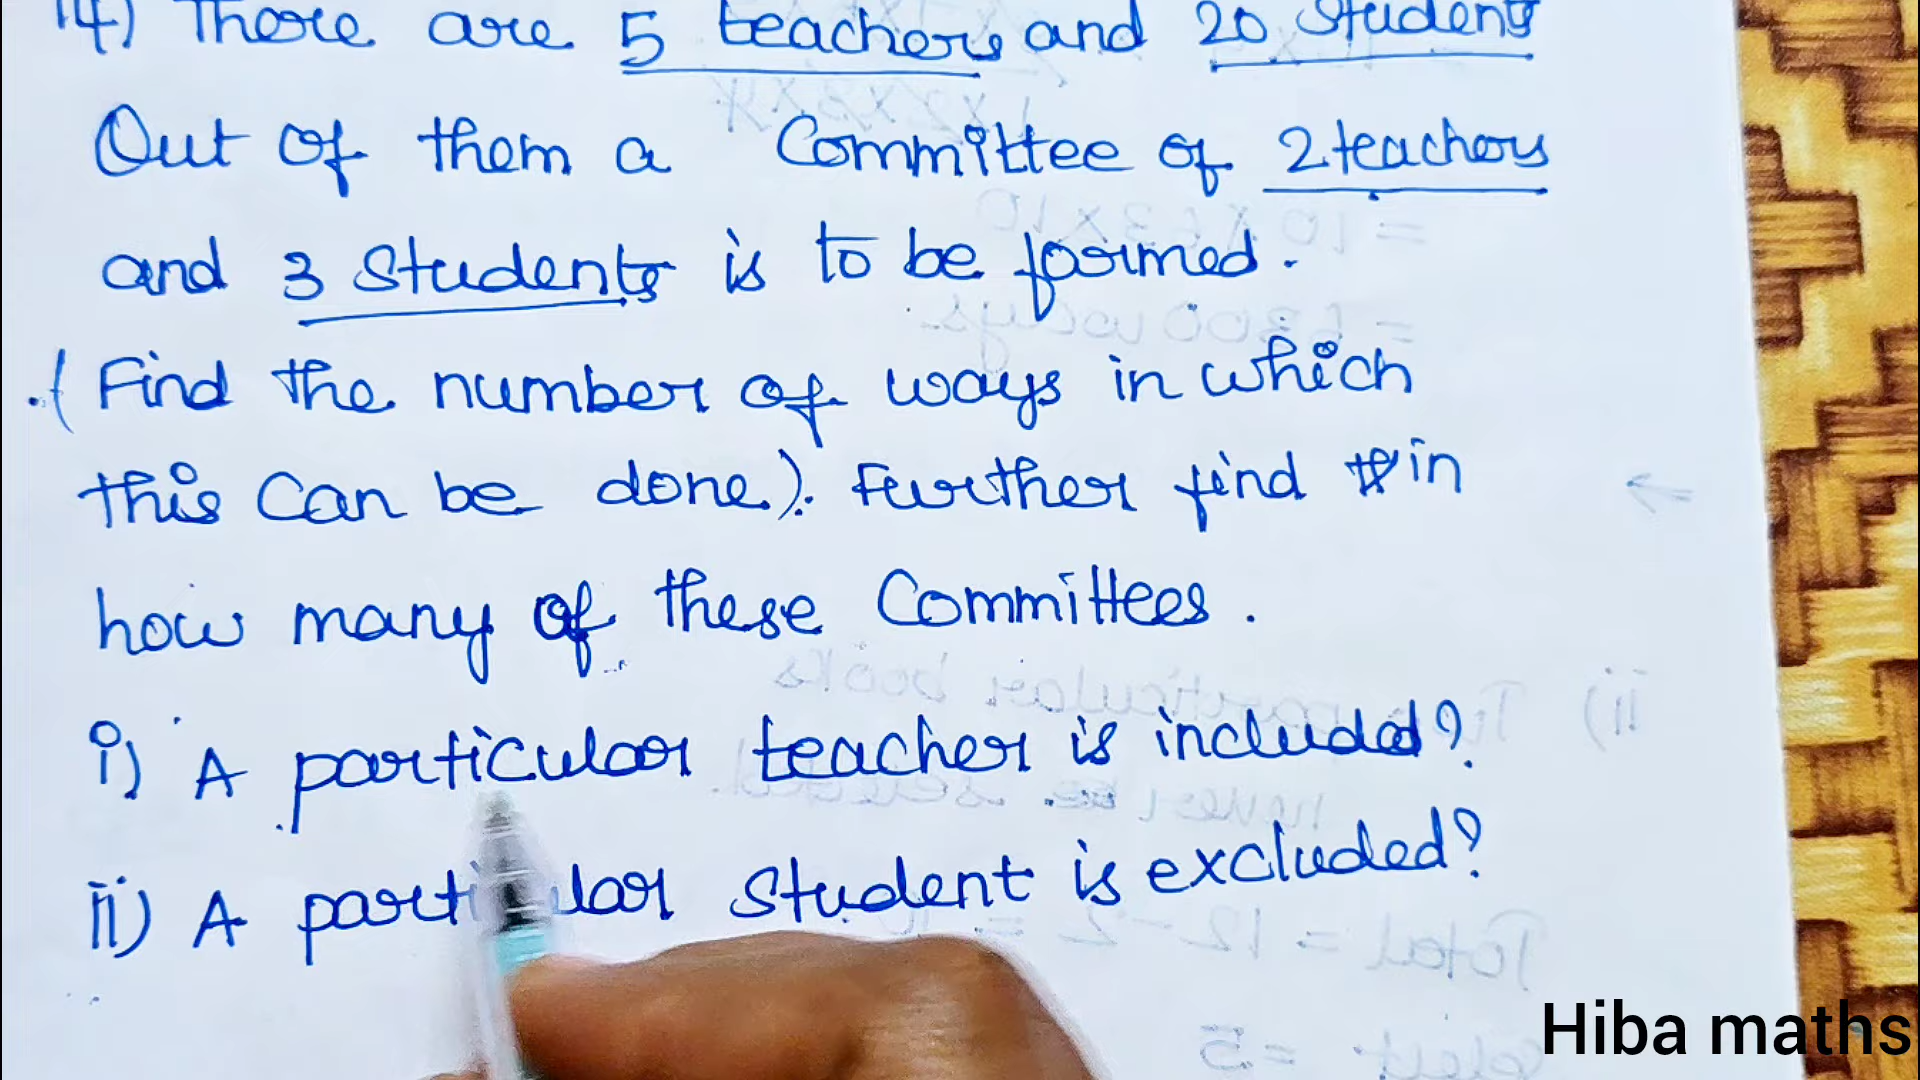 14) There are 5 teachers and 20 Students
Out of them a Committee of 2 teachers
and 3 Students is to be formed.
(Find the number of ways in which
this Can be done). Further find in
how many of these Committees.
i) A particular teacher is included?
ii) A particular student is excluded?
Hiba maths